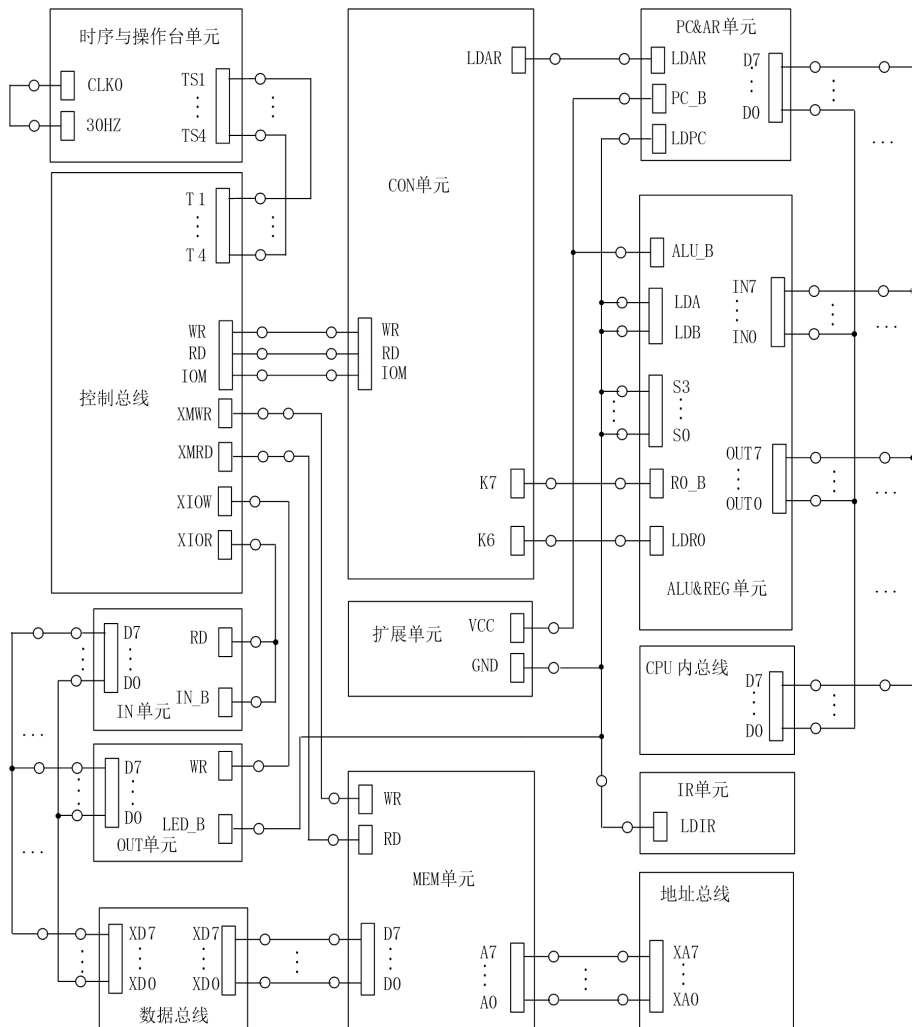 时序与操作台单元
CLK0
30HZ
TS1
TS4
T1
T4
WR
RD
IOM
控制总线
XMWR
XMRD
XIOW
XIOR
CON单元
LDAR
WR
RD
IOM
K7
K6
PC&AR单元
LDAR
PC_B
LDPC
D7
D0
...
ALU_B
LDA
LDB
S3
S0
R0_B
LDR0
IN7
IN0
...
OUT7
OUT0
...
ALU&REG单元
...
扩展单元
VCC
GND
CPU内总线
D7
D0
D7
D0
RD
IN_B
IN单元
...
D7
D0
WR
LED_B
OUT单元
...
IR单元
LDIR
WR
RD
MEM单元
D7
D0
A7
A0
地址总线
XA7
XA0
XD7
XD0
XD7
XD0
数据总线